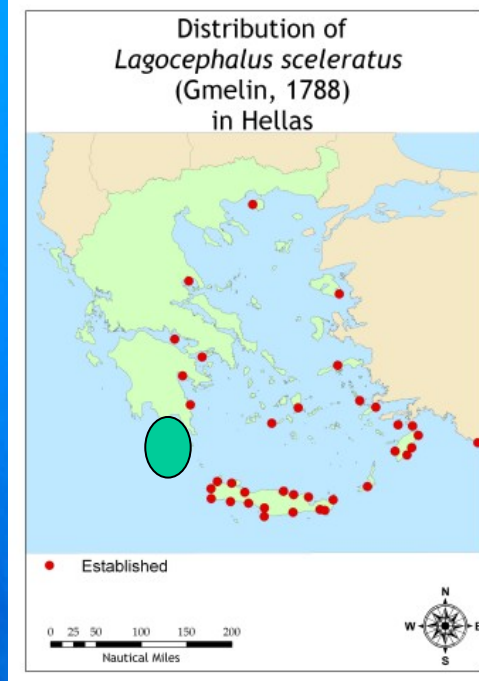 Distribution of
Lagocephalus sceleratus
(Gmelin, 1788)
in Hellas
Established
0 25 50 100 150 200
Nautical Miles
N
W E
S